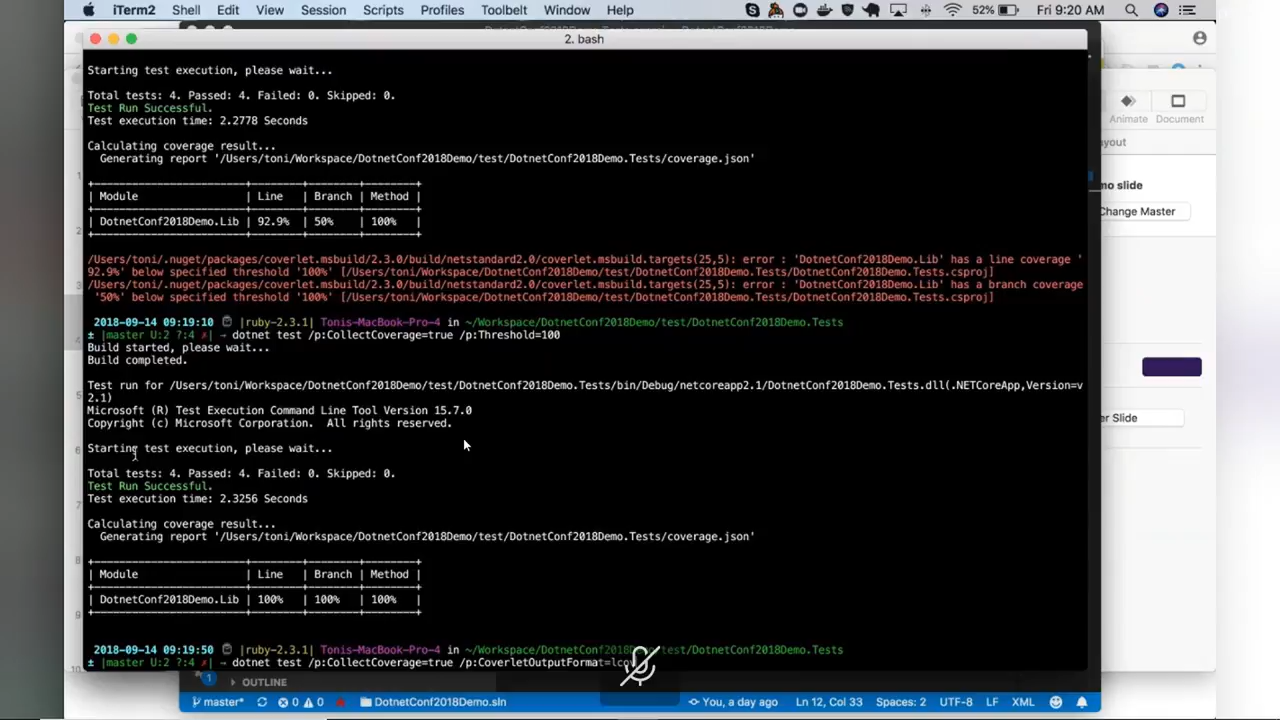 iTerm2 Shell Edit View Session Scripts Profiles Toolbelt Window Help 52% Fri 9:20 AM
2. bash
Starting test execution, please wait...
Total tests: 4. Passed: 4. Failed: 0. Skipped: 0.
Test Run Successful.
Test execution time: 2.2778 Seconds
Calculating coverage result...
Generating report '/Users/toni/Workspace/DotnetConf2018Demo/test/DotnetConf2018Demo.Tests/coverage.json'
+--------------------+--------+--------+--------+
| Module | Line | Branch | Method |
+--------------------+--------+--------+--------+
| DotnetConf2018Demo.Lib | 92.9% | 50% | 100% |
+--------------------+--------+--------+--------+
/Users/toni/.nuget/packages/coverlet.msbuild/2.3.0/build/netstandard2.0/coverlet.msbuild.targets(25,5): error : 'DotnetConf2018Demo.Lib' has a line coverage '
92.9%' below specified threshold '100%' [/Users/toni/Workspace/DotnetConf2018Demo/test/DotnetConf2018Demo.Tests/DotnetConf2018Demo.Tests.csproj]
/Users/toni/.nuget/packages/coverlet.msbuild/2.3.0/build/netstandard2.0/coverlet.msbuild.targets(25,5): error : 'DotnetConf2018Demo.Lib' has a branch coverage
'50%' below specified threshold '100%' [/Users/toni/Workspace/DotnetConf2018Demo/test/DotnetConf2018Demo.Tests/DotnetConf2018Demo.Tests.csproj]
2018-09-14 09:19:10 |ruby-2.3.1| Tonis-MacBook-Pro-4 in ~/Workspace/DotnetConf2018Demo/test/DotnetConf2018Demo.Tests
± |master U:2 ?:4 ✗| → dotnet test /p:CollectCoverage=true /p:Threshold=100
Build started, please wait...
Build completed.
Test run for /Users/toni/Workspace/DotnetConf2018Demo/test/DotnetConf2018Demo.Tests/bin/Debug/netcoreapp2.1/DotnetConf2018Demo.Tests.dll(.NETCoreApp,Version=v
2.1)
Microsoft (R) Test Execution Command Line Tool Version 15.7.0
Copyright (c) Microsoft Corporation. All rights reserved.
Starting test execution, please wait...
Total tests: 4. Passed: 4. Failed: 0. Skipped: 0.
Test Run Successful.
Test execution time: 2.3256 Seconds
Calculating coverage result...
Generating report '/Users/toni/Workspace/DotnetConf2018Demo/test/DotnetConf2018Demo.Tests/coverage.json'
+--------------------+--------+--------+--------+
| Module | Line | Branch | Method |
+--------------------+--------+--------+--------+
| DotnetConf2018Demo.Lib | 100% | 100% | 100% |
+--------------------+--------+--------+--------+
2018-09-14 09:19:50 |ruby-2.3.1| Tonis-MacBook-Pro-4 in ~/Workspace/DotnetConf2018Demo/test/DotnetConf2018Demo.Tests
± |master U:2 ?:4 ✗| → dotnet test /p:CollectCoverage=true /p:CoverletOutputFormat=lcov
Animate Document
ayout
mo slide
Change Master
er Slide
1 OUTLINE
master* 0 0 DotnetConf2018Demo.sln You, a day ago Ln 12, Col 33 Spaces: 2 UTF-8 LF XML